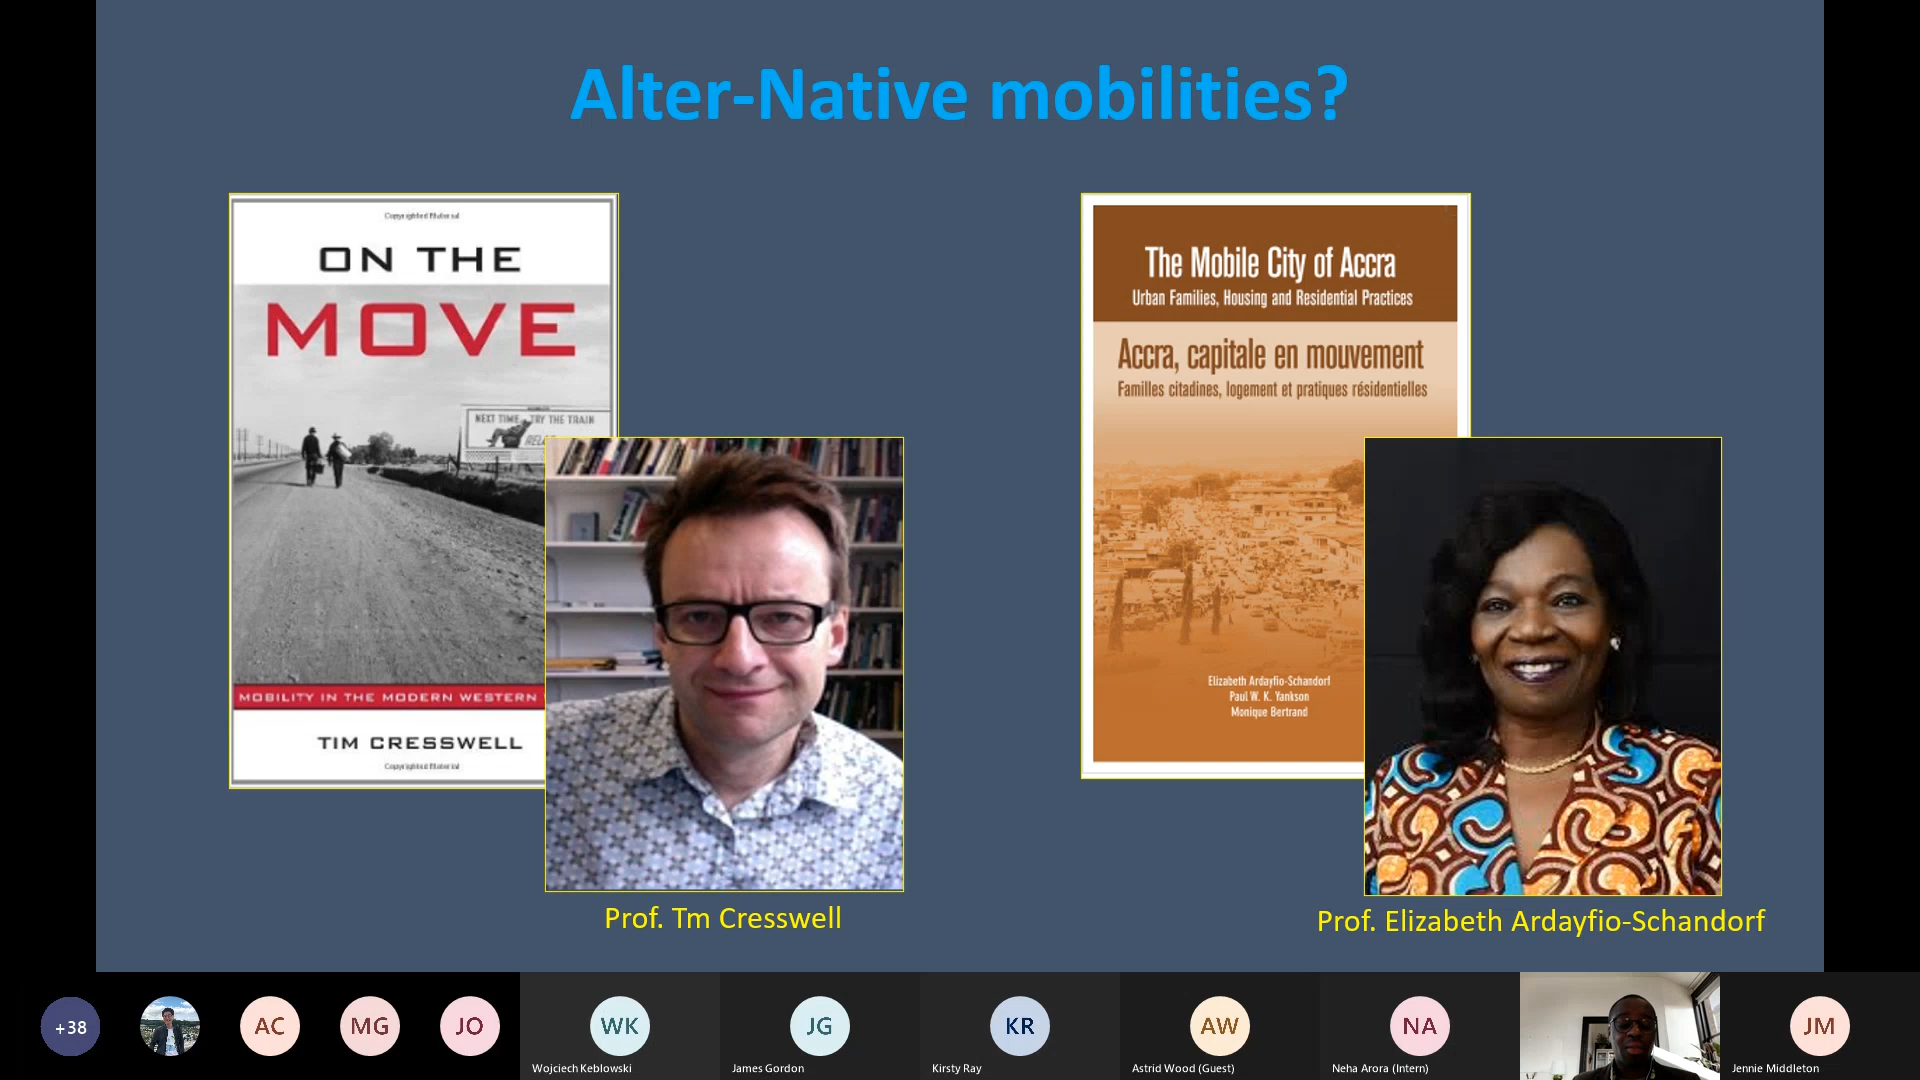 Alter-Native mobilities?
Copyrighted Material
ON THE
MOVE
NEXT TIME TRY THE TRAIN
MOBILITY IN THE MODERN WESTERN
TIM CRESSWELL
Copyrighted Material
Prof. Tm Cresswell
The Mobile City of Accra
Urban Families, Housing and Residential Practices
Accra, capitale en mouvement
Familles citadines, logement et pratiques résidentielles
Elizabeth Ardayfio-Schandorf
Paul W. K. Yankson
Monique Bertrand
Prof. Elizabeth Ardayfio-Schandorf
+38
AC
MG
JO
WK
Wojciech Keblowski
JG
James Gordon
KR
Kirsty Ray
AW
Astrid Wood (Guest)
NA
Neha Arora (Intern)
JM
Jennie Middleton